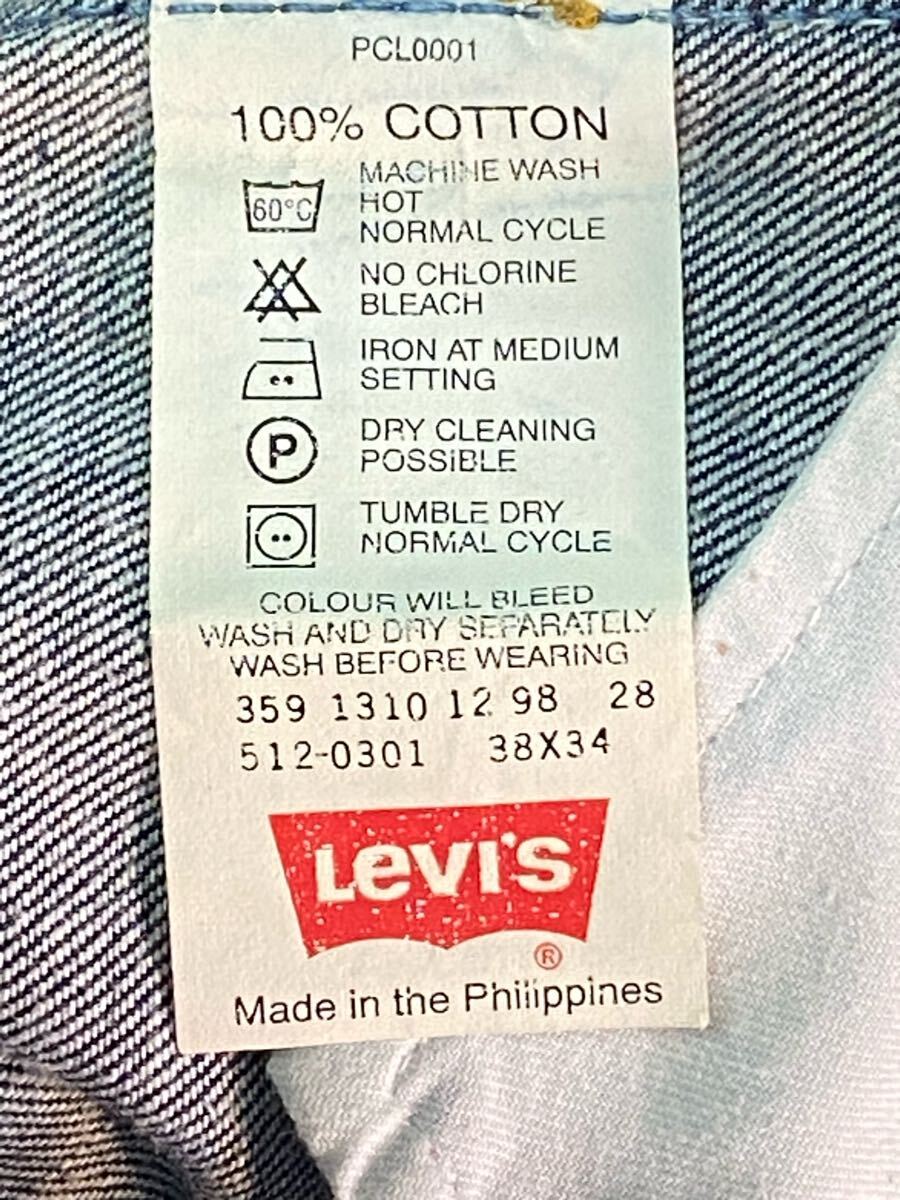 PCL0001
100% COTTON
60°C
MACHINE WASH
HOT
NORMAL CYCLE
NO CHLORINE
BLEACH
IRON AT MEDIUM
SETTING
P
DRY CLEANING
POSSIBLE
TUMBLE DRY
NORMAL CYCLE
COLOUR WILL BLEED
WASH AND DRY SEPARATELY
WASH BEFORE WEARING
359 1310 12 98 28
512-0301 38X34
Levi's
®
Made in the Philippines